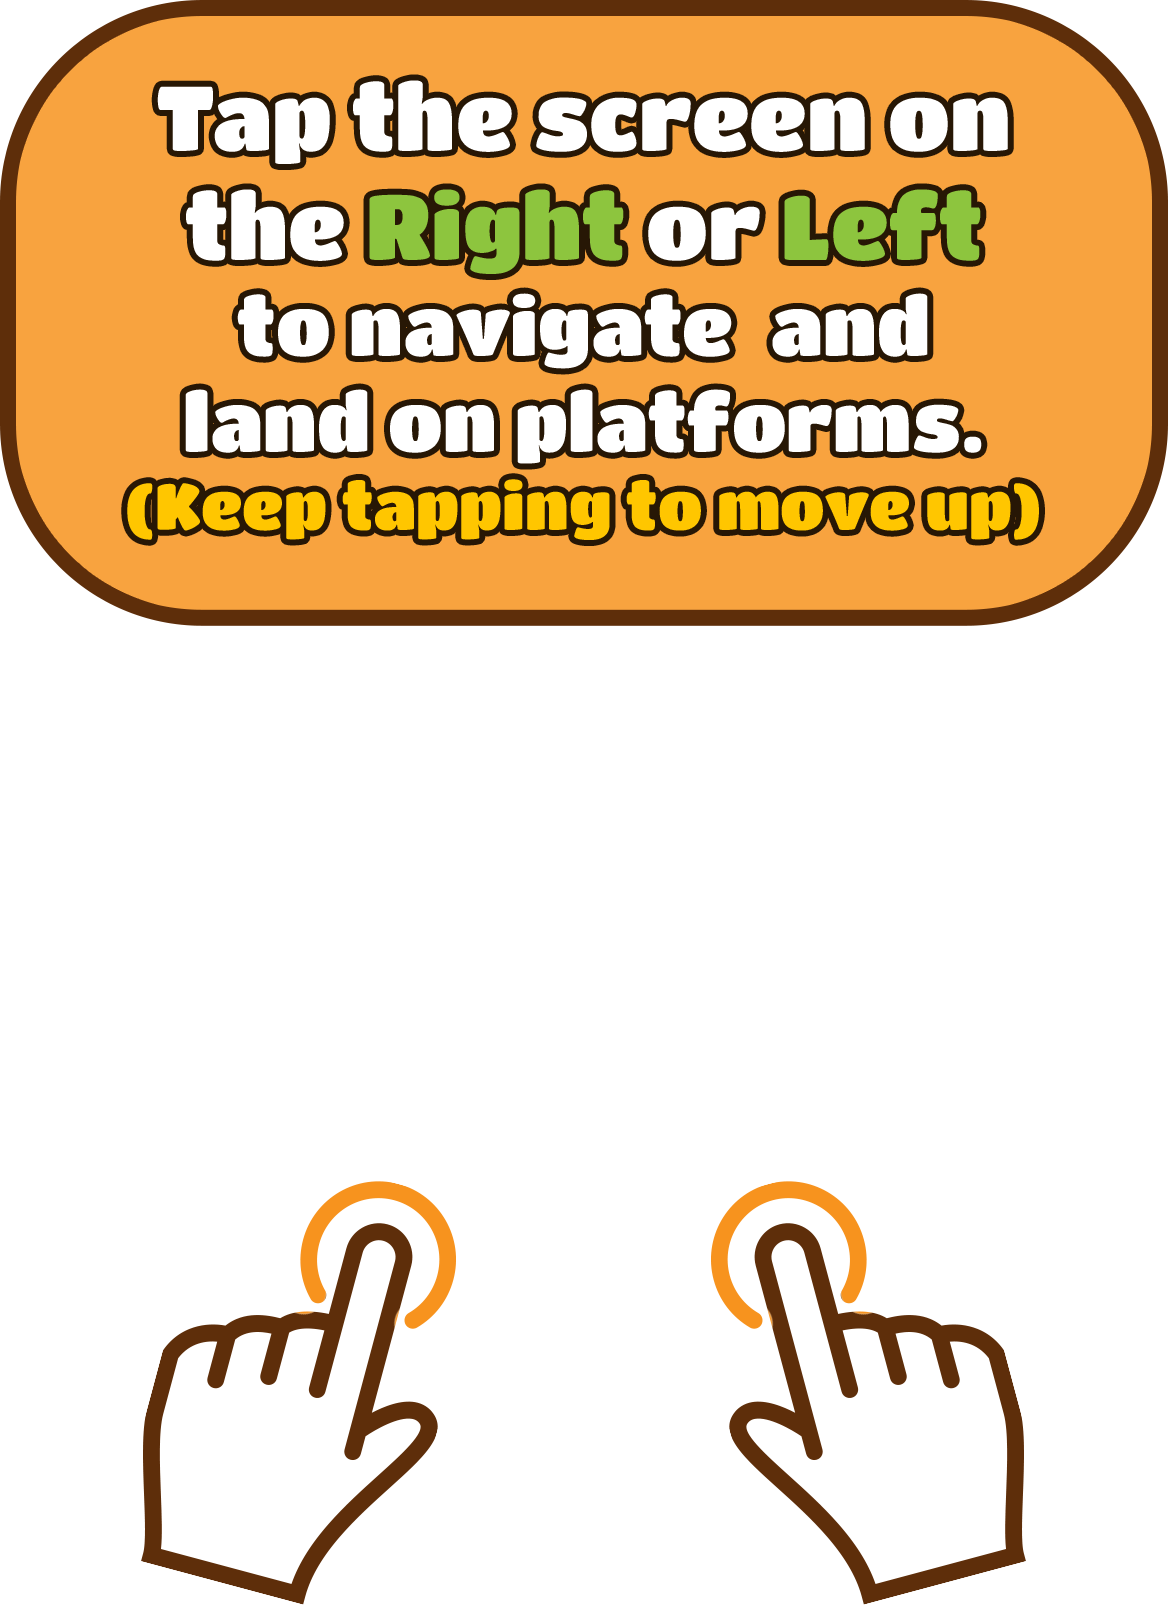 Tap the screen on
the Right or Left
to navigate and
land on platforms.
(Keep tapping to move up)